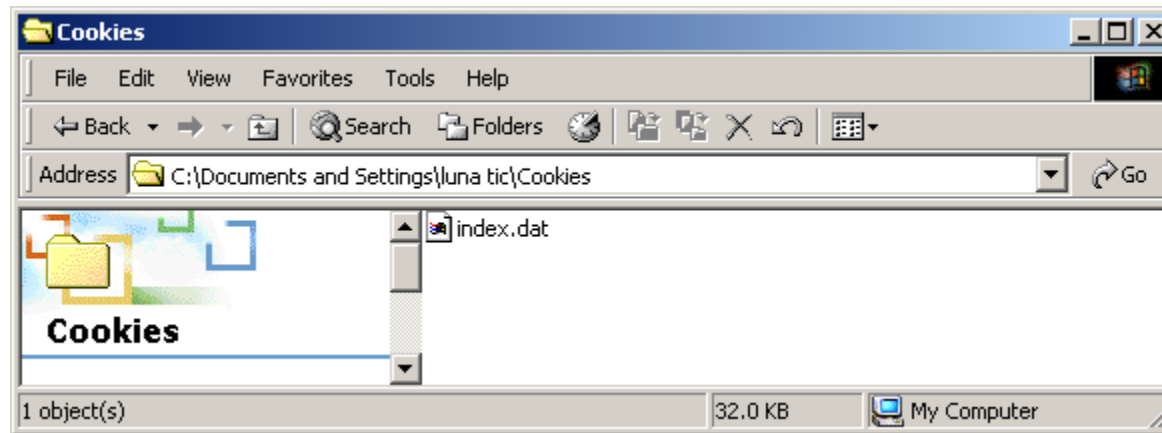 Cookies
File Edit View Favorites Tools Help
Back Search Folders
Address C:\Documents and Settings\luna tic\Cookies Go
index.dat
Cookies
1 object(s) 32.0 KB My Computer